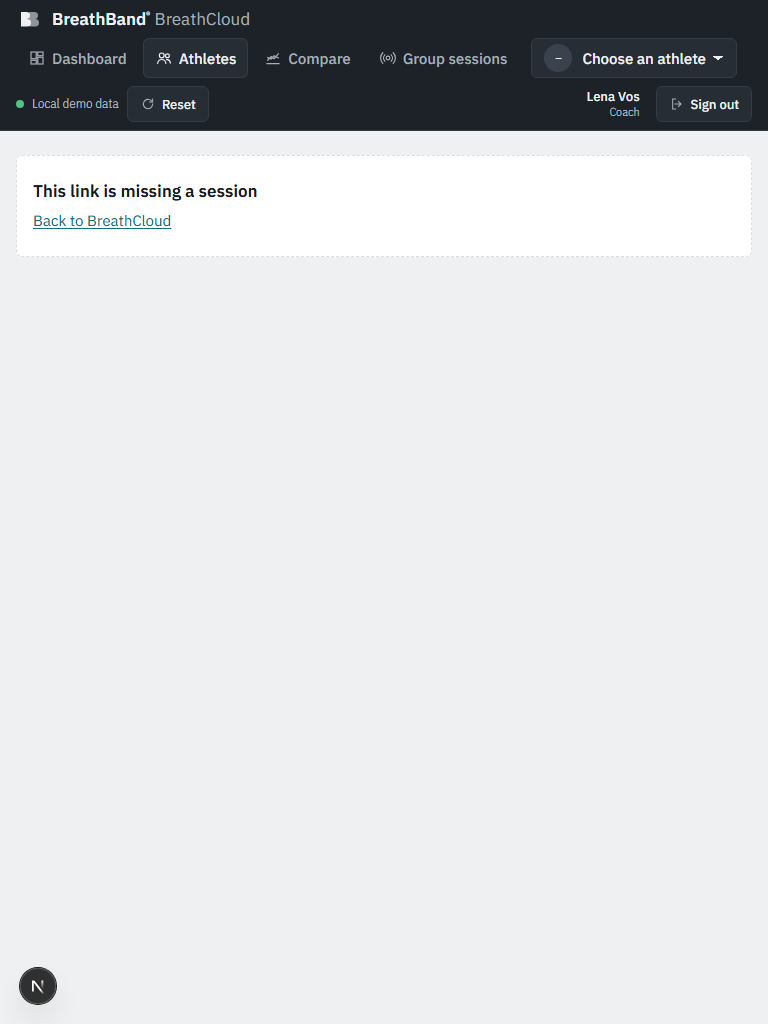 BreathBand® BreathCloud
Dashboard
Athletes
Compare
Group sessions
– Choose an athlete
Local demo data
Reset
Lena Vos
Coach
Sign out
This link is missing a session
Back to BreathCloud
N